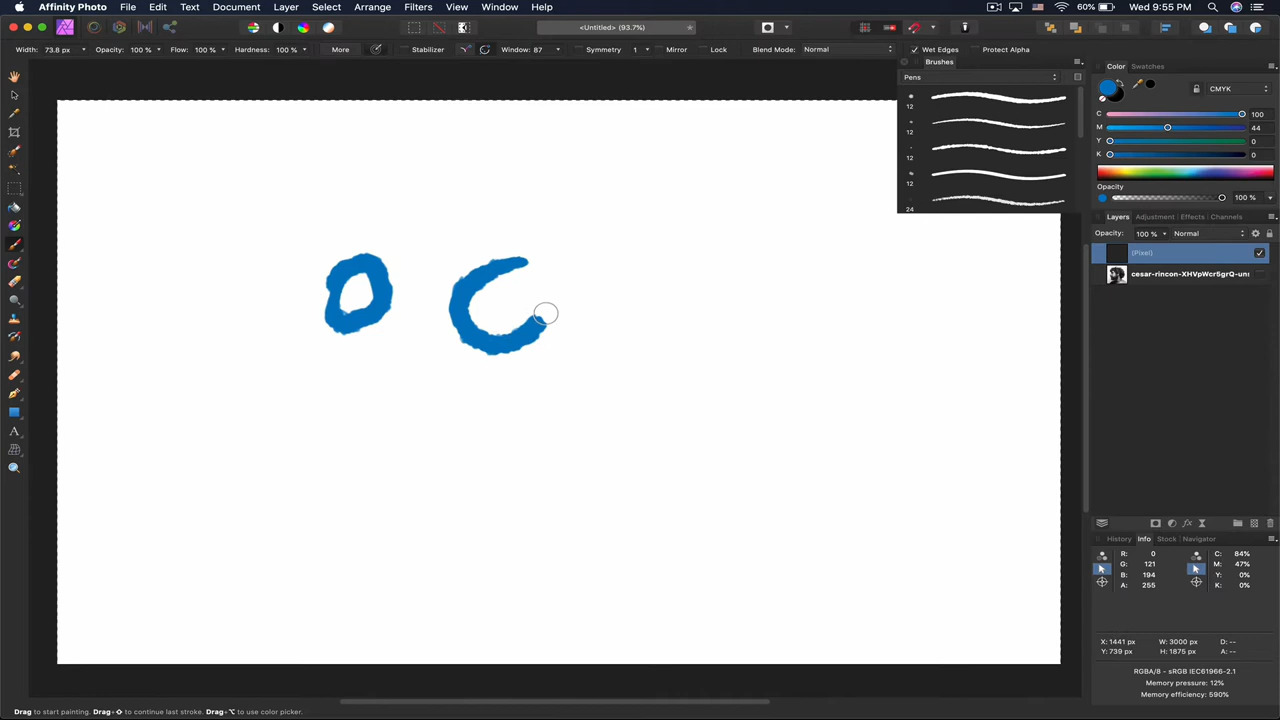 Affinity Photo File Edit Text Document Layer Select Arrange Filters View Window Help 60% Wed 9:55 PM
<Untitled> (93.7%)
Width: 73.8 px Opacity: 100 % Flow: 100 % Hardness: 100 % More Stabilizer Window: 87 Symmetry 1 Mirror Lock Blend Mode: Normal Wet Edges Protect Alpha
Brushes
Pens
12
12
12
12
24
Color Swatches
CMYK
C 100
M 44
Y 0
K 0
Opacity
100 %
Layers Adjustment Effects Channels
Opacity: 100 % Normal
(Pixel)
cesar-rincon-XHVpWcr5grQ-uns
O C
History Info Stock Navigator
R: 0 C: 84%
G: 121 M: 47%
B: 194 Y: 0%
A: 255 K: 0%
X: 1441 px W: 3000 px D: --
Y: 739 px H: 1875 px A: --
RGBA/8 - sRGB IEC61966-2.1
Memory pressure: 12%
Memory efficiency: 590%
Drag to start painting. Drag+⇧ to continue last stroke. Drag+⌥ to use color picker.